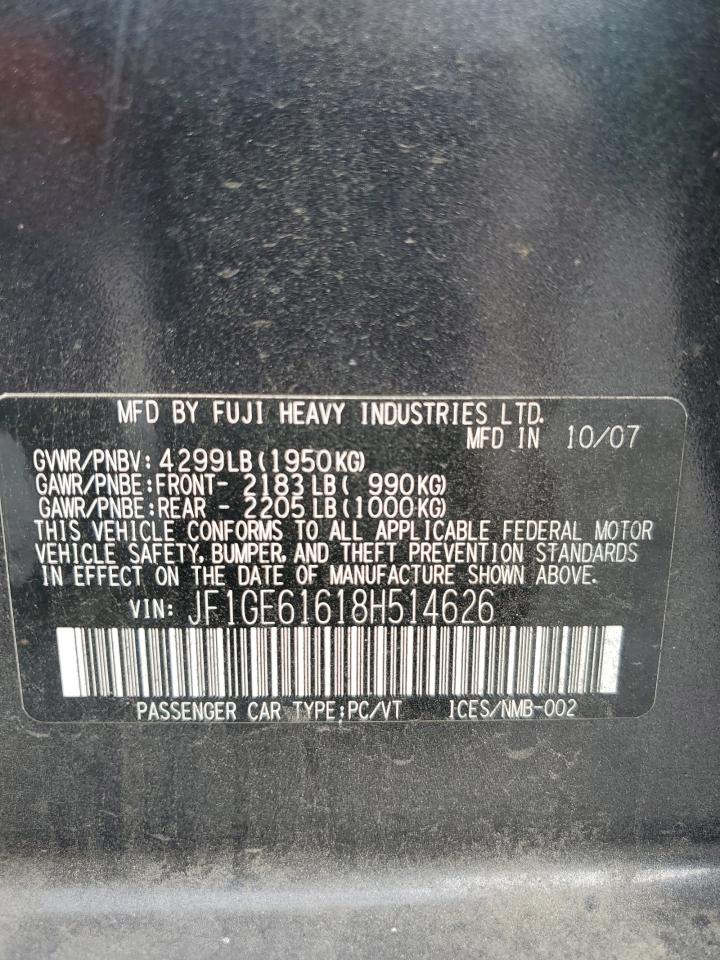 MFD BY FUJI HEAVY INDUSTRIES LTD.
MFD IN 10/07
GVWR/PNBV: 4299LB(1950KG)
GAWR/PNBE:FRONT- 2183LB( 990KG)
GAWR/PNBE:REAR - 2205LB(1000KG)
THIS VEHICLE CONFORMS TO ALL APPLICABLE FEDERAL MOTOR
VEHICLE SAFETY, BUMPER, AND THEFT PREVENTION STANDARDS
IN EFFECT ON THE DATE OF MANUFACTURE SHOWN ABOVE.
VIN: JF1GE61618H514626
PASSENGER CAR TYPE:PC/VT ICES/NMB-002